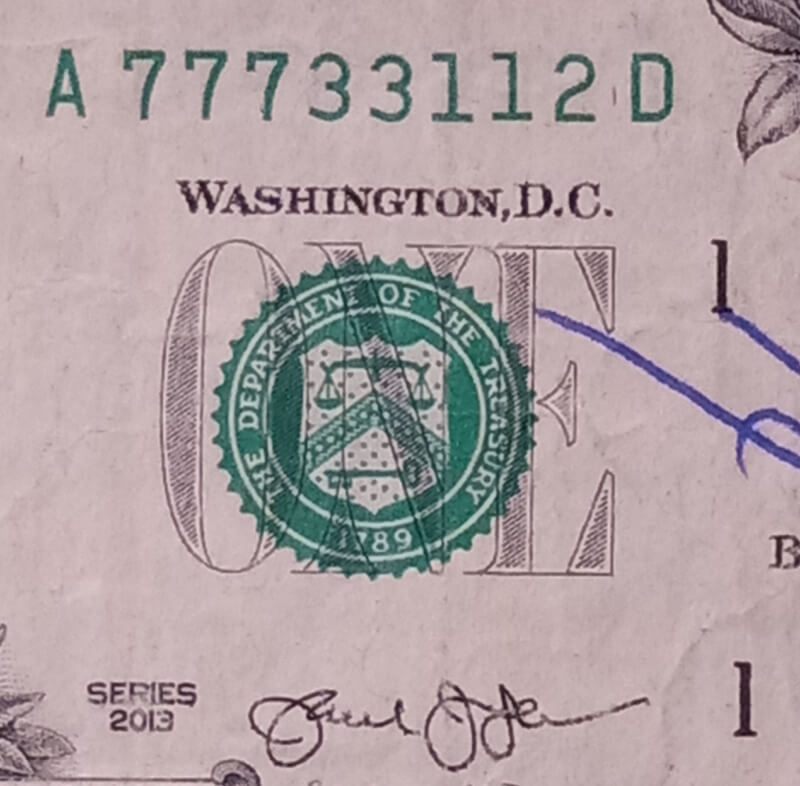 A 77733112 D
WASHINGTON, D.C.
1
ONE
THE DEPARTMENT OF THE TREASURY
1789
B
SERIES
2013
1